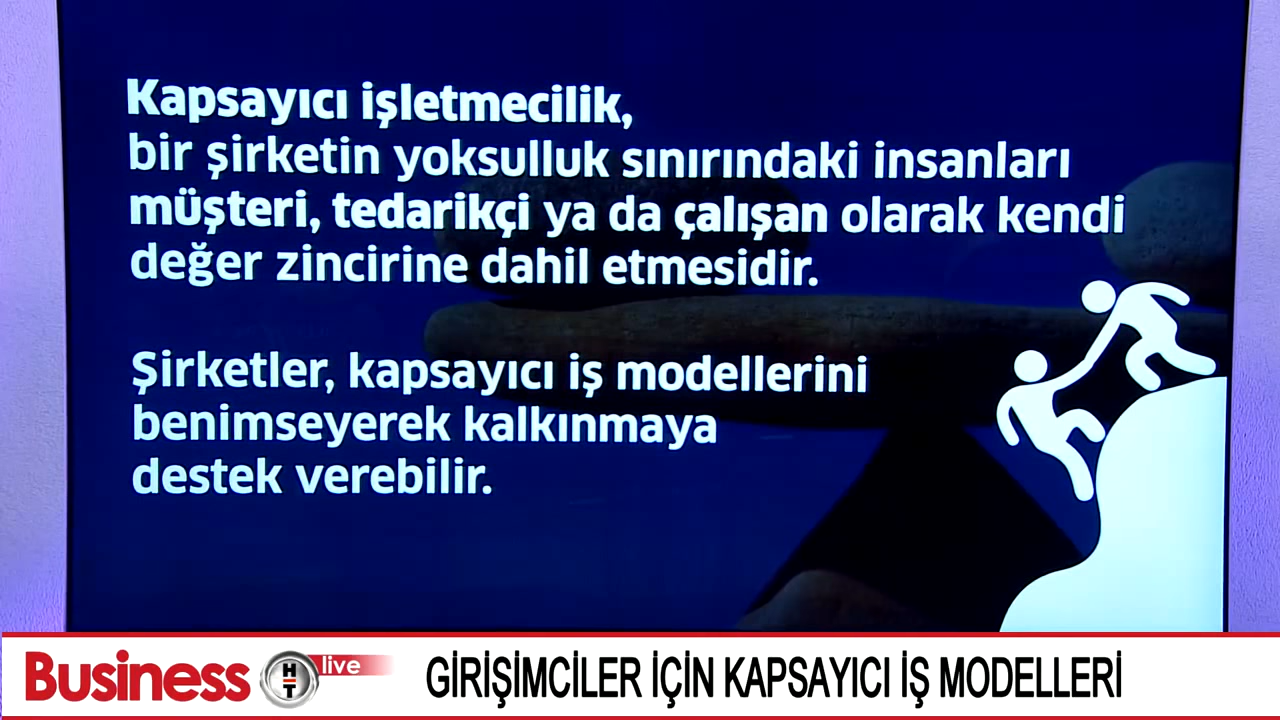 Kapsayıcı işletmecilik,
bir şirketin yoksulluk sınırındaki insanları
müşteri, tedarikçi ya da çalışan olarak kendi
değer zincirine dahil etmesidir.
Şirketler, kapsayıcı iş modellerini
benimseyerek kalkınmaya
destek verebilir.
Business HT live
GİRİŞİMCİLER İÇİN KAPSAYICI İŞ MODELLERİ